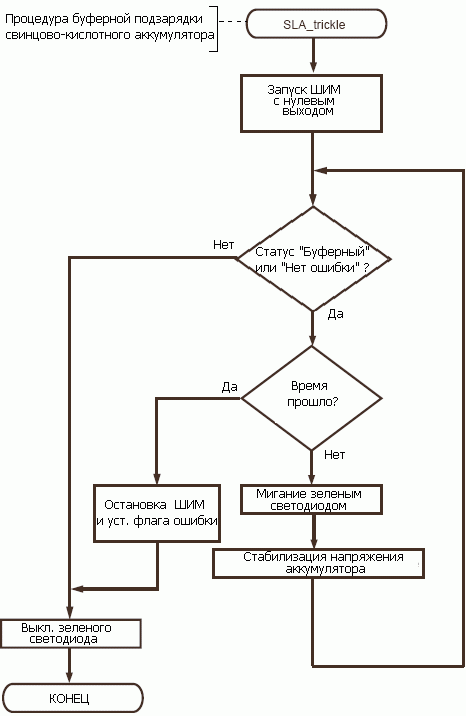 Процедура буферной подзарядки
свинцово-кислотного аккумулятора
SLA_trickle
Запуск ШИМ
с нулевым
выходом
Нет
Статус "Буферный"
или "Нет ошибки" ?
Да
Да
Время
прошло?
Нет
Остановка ШИМ
и уст. флага ошибки
Мигание зеленым
светодиодом
Стабилизация напряжения
аккумулятора
Выкл. зеленого
светодиода
КОНЕЦ